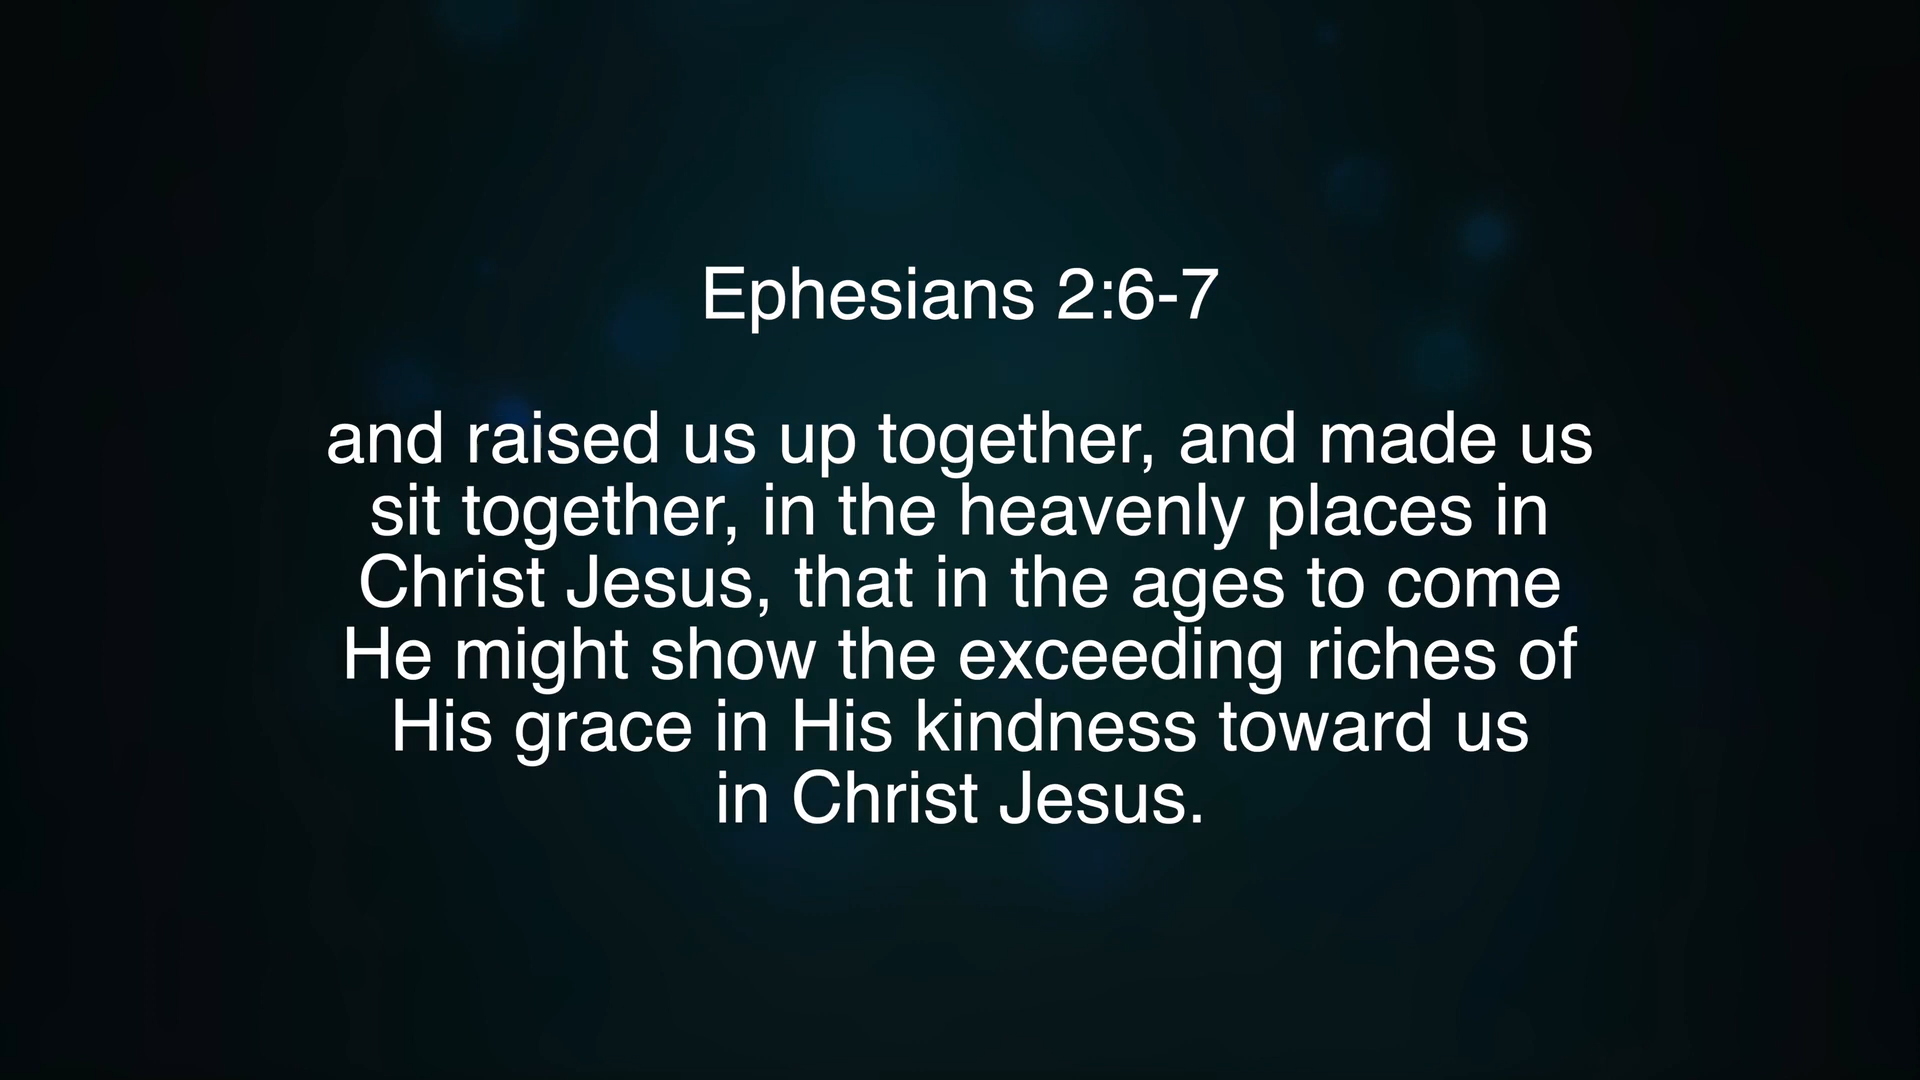 Ephesians 2:6-7
and raised us up together, and made us
sit together, in the heavenly places in
Christ Jesus, that in the ages to come
He might show the exceeding riches of
His grace in His kindness toward us
in Christ Jesus.